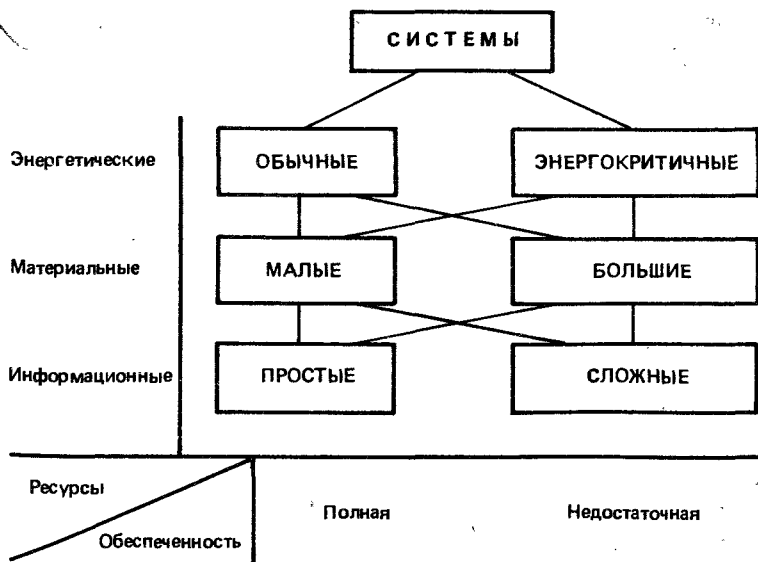 СИСТЕМЫ
Энергетические
ОБЫЧНЫЕ
ЭНЕРГОКРИТИЧНЫЕ
Материальные
МАЛЫЕ
БОЛЬШИЕ
Информационные
ПРОСТЫЕ
СЛОЖНЫЕ
Ресурсы
Обеспеченность
Полная
Недостаточная